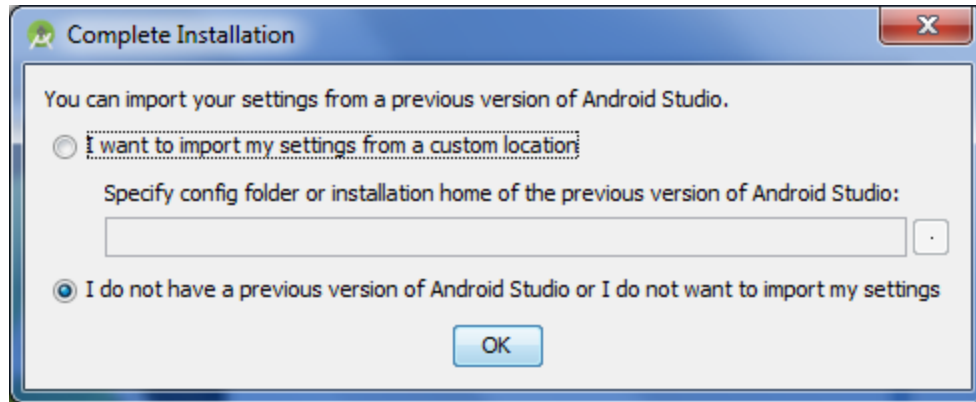 Complete Installation
You can import your settings from a previous version of Android Studio.
I want to import my settings from a custom location
Specify config folder or installation home of the previous version of Android Studio:
.
I do not have a previous version of Android Studio or I do not want to import my settings
OK